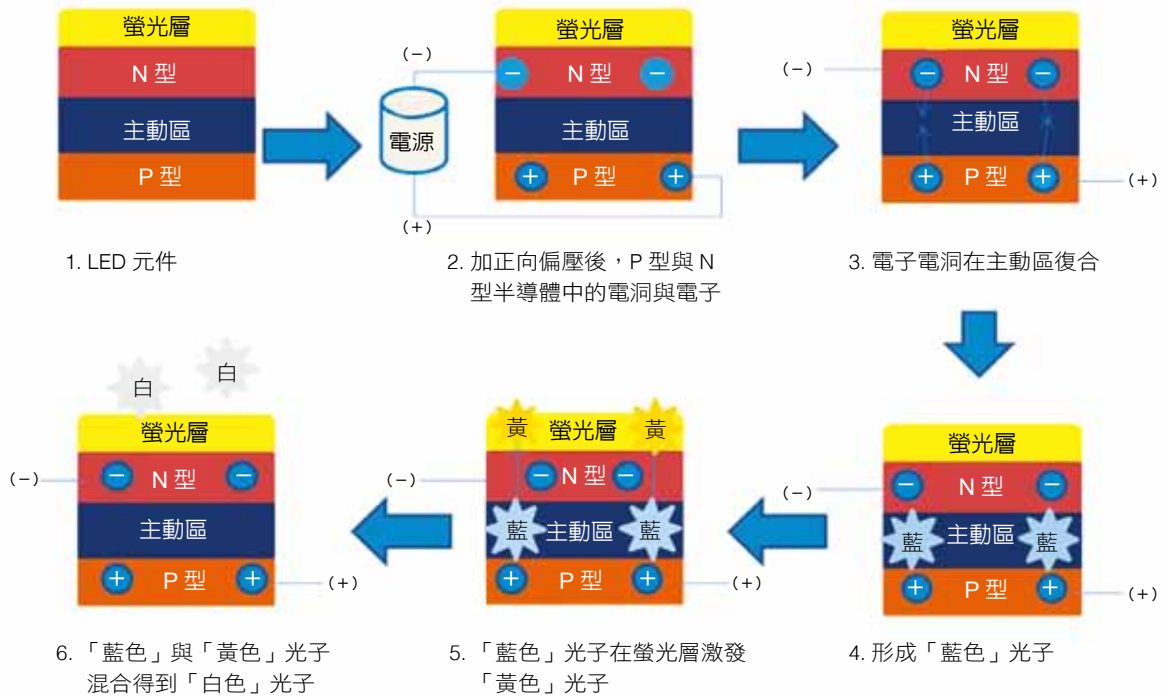 螢光層
N 型
主動區
P 型
1. LED 元件
(−)
電源
(+)
螢光層
− N 型 −
主動區
+ P 型 +
2. 加正向偏壓後，P 型與 N
型半導體中的電洞與電子
(−)
螢光層
− N 型 −
主動區
+ P 型 +
(+)
3. 電子電洞在主動區復合
(−)
螢光層
− N 型 −
藍 主動區 藍
+ P 型 +
(+)
4. 形成「藍色」光子
(−)
黃 螢光層 黃
− N 型 −
藍 主動區 藍
+ P 型 +
(+)
5. 「藍色」光子在螢光層激發
「黃色」光子
白 白
(−)
螢光層
− N 型 −
主動區
+ P 型 +
(+)
6. 「藍色」與「黃色」光子
混合得到「白色」光子